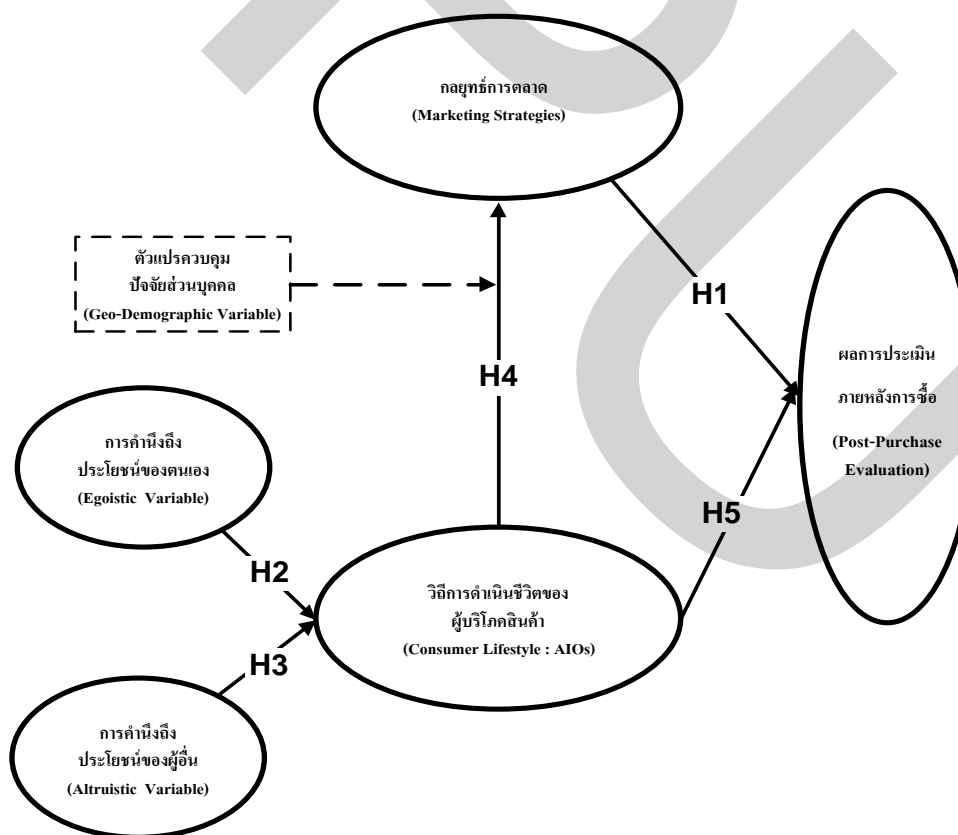 กลยุทธ์การตลาด
(Marketing Strategies)
ตัวแปรควบคุม
ปัจจัยส่วนบุคคล
(Geo-Demographic Variable)
H1
ผลการประเมิน
ภายหลังการซื้อ
(Post-Purchase
Evaluation)
H4
การคำนึงถึง
ประโยชน์ของตนเอง
(Egoistic Variable)
H5
H2
วิถีการดำเนินชีวิตของ
ผู้บริโภคสินค้า
(Consumer Lifestyle : AIOs)
H3
การคำนึงถึง
ประโยชน์ของผู้อื่น
(Altruistic Variable)